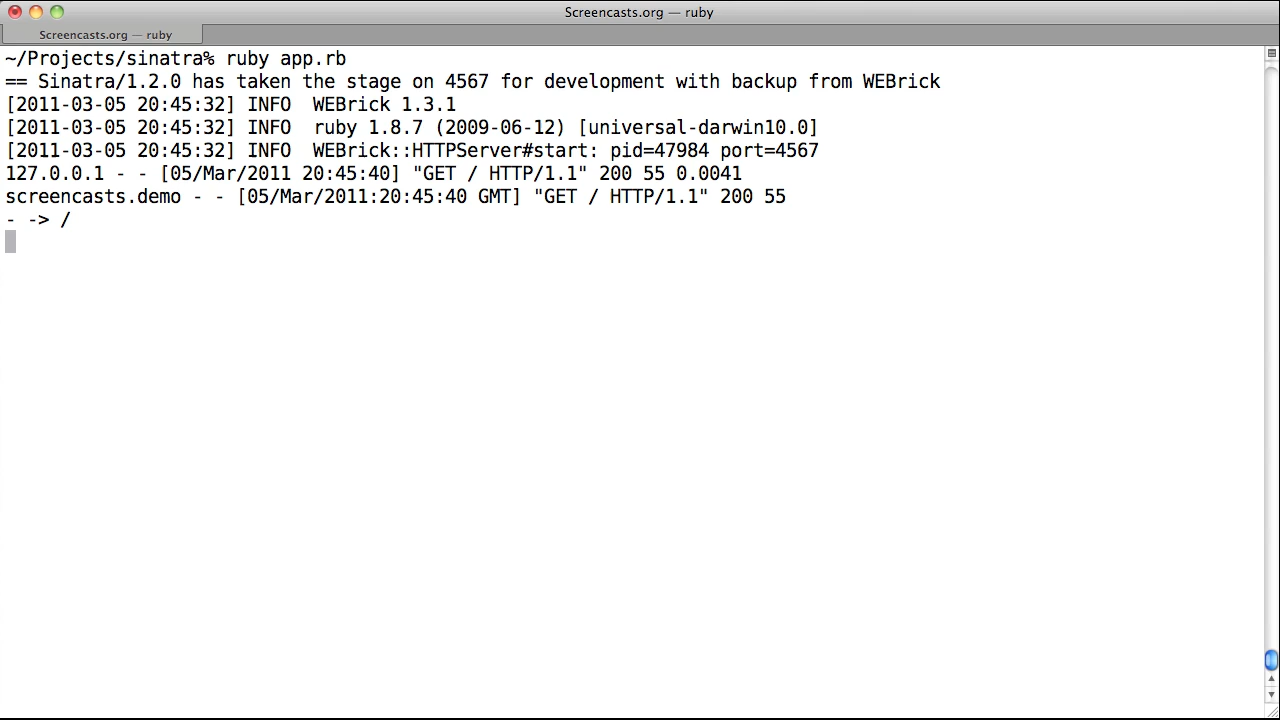 Screencasts.org — ruby
Screencasts.org — ruby
~/Projects/sinatra% ruby app.rb
== Sinatra/1.2.0 has taken the stage on 4567 for development with backup from WEBrick
[2011-03-05 20:45:32] INFO  WEBrick 1.3.1
[2011-03-05 20:45:32] INFO  ruby 1.8.7 (2009-06-12) [universal-darwin10.0]
[2011-03-05 20:45:32] INFO  WEBrick::HTTPServer#start: pid=47984 port=4567
127.0.0.1 - - [05/Mar/2011 20:45:40] "GET / HTTP/1.1" 200 55 0.0041
screencasts.demo - - [05/Mar/2011:20:45:40 GMT] "GET / HTTP/1.1" 200 55
- -> /